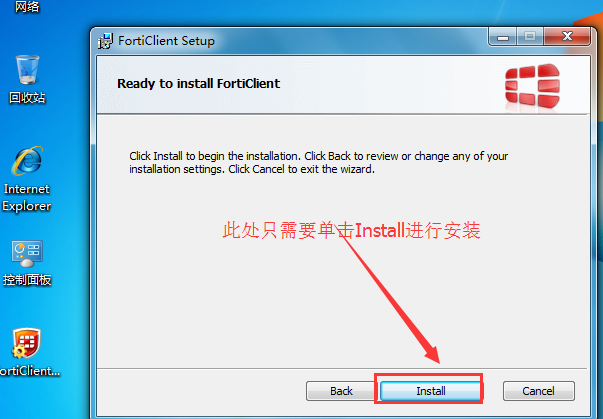 网络
回收站
Internet
Explorer
控制面板
ortiClient...
FortiClient Setup
Ready to install FortiClient
Click Install to begin the installation. Click Back to review or change any of your
installation settings. Click Cancel to exit the wizard.
此处只需要单击Install进行安装
Back
Install
Cancel